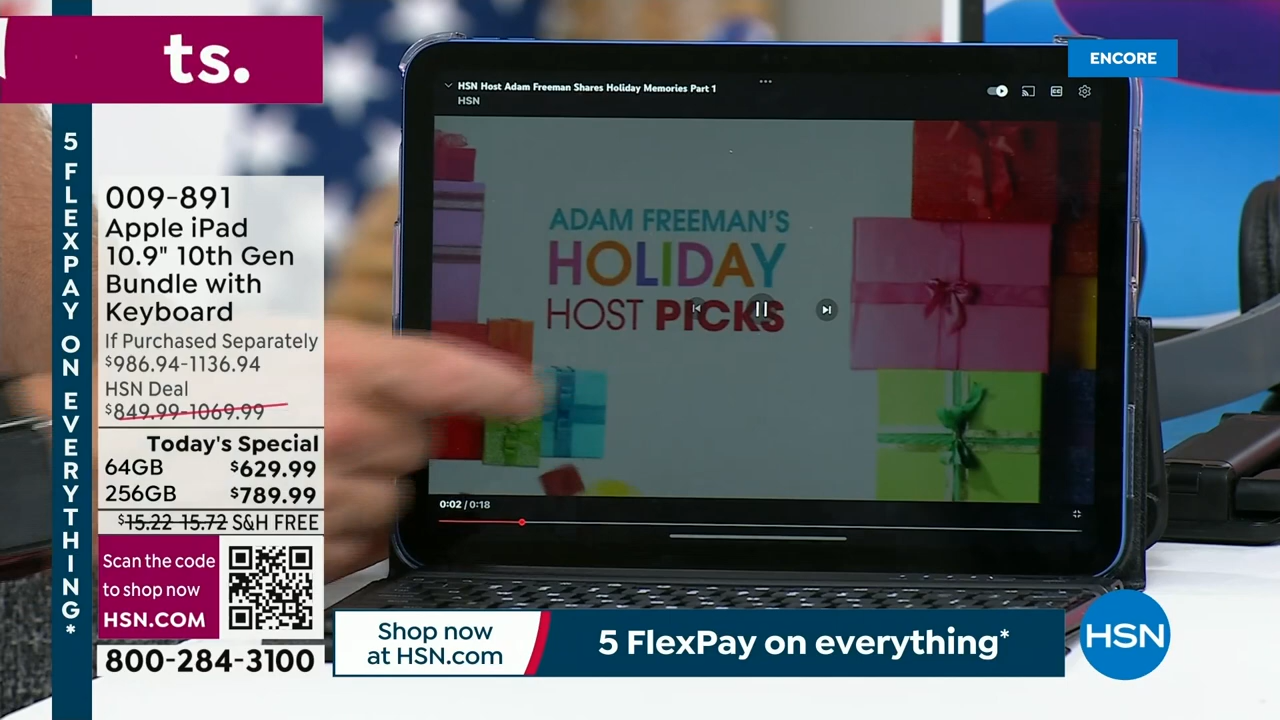 ts.
5 FLEXPAY ON EVERYTHING*
009-891
Apple iPad
10.9" 10th Gen
Bundle with
Keyboard
If Purchased Separately
$986.94-1136.94
HSN Deal
$849.99-1069.99
Today's Special
64GB $629.99
256GB $789.99
$15.22-15.72 S&H FREE
Scan the code
to shop now
HSN.COM
800-284-3100
ENCORE
HSN Host Adam Freeman Shares Holiday Memories Part 1
HSN
CC
ADAM FREEMAN'S
HOLIDAY
HOST PICKS
0:02 / 0:18
Shop now
at HSN.com
5 FlexPay on everything*
HSN